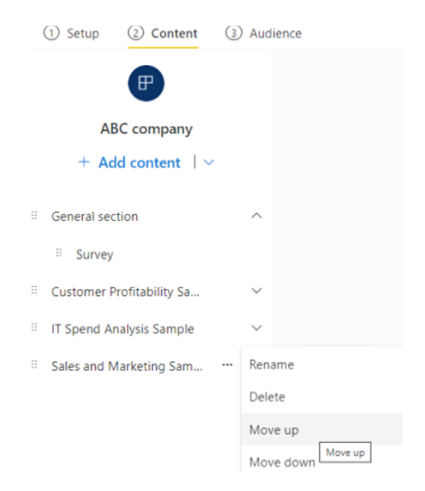 1 Setup 2 Content 3 Audience
ABC company
+ Add content
General section
Survey
Customer Profitability Sa...
IT Spend Analysis Sample
Sales and Marketing Sam... ...
Rename
Delete
Move up
Move up
Move down